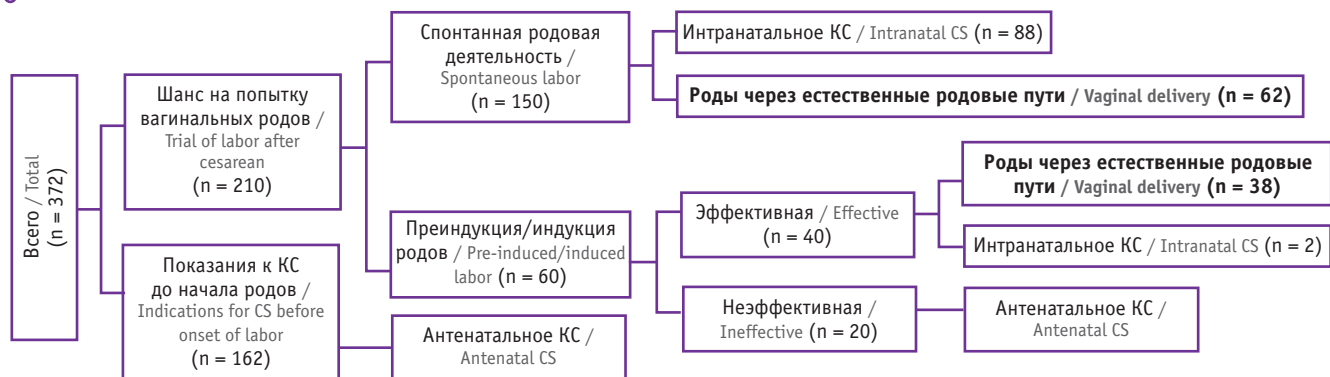 Всего / Total
(n = 372)
Шанс на попытку
вагинальных родов /
Trial of labor after
cesarean
(n = 210)
Показания к КС
до начала родов /
Indications for CS before
onset of labor
(n = 162)
Спонтанная родовая
деятельность /
Spontaneous labor
(n = 150)
Интранатальное КС / Intranatal CS (n = 88)
Роды через естественные родовые пути / Vaginal delivery (n = 62)
Преиндукция/индукция
родов / Pre-induced/induced
labor (n = 60)
Эффективная / Effective
(n = 40)
Роды через естественные родовые
пути / Vaginal delivery (n = 38)
Интранатальное КС / Intranatal CS (n = 2)
Неэффективная /
Ineffective (n = 20)
Антенатальное КС /
Antenatal CS
Антенатальное КС /
Antenatal CS